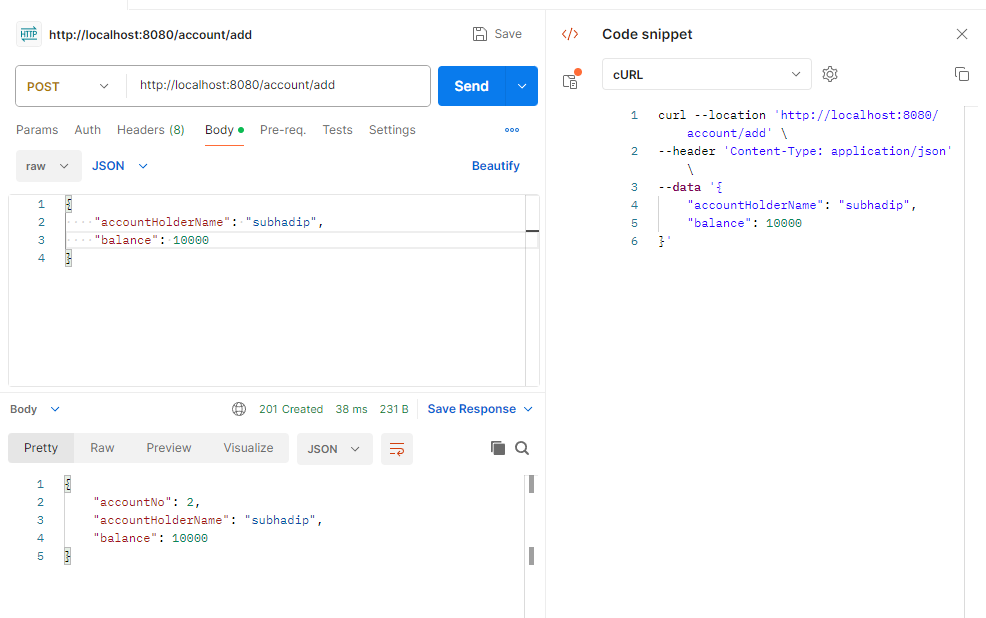 HTTP http://localhost:8080/account/add Save
POST http://localhost:8080/account/add Send
Params Auth Headers (8) Body Pre-req. Tests Settings
raw JSON Beautify
1 {
2 "accountHolderName": "subhadip",
3 "balance": 10000
4 }
Body 201 Created 38 ms 231 B Save Response
Pretty Raw Preview Visualize JSON
1 {
2 "accountNo": 2,
3 "accountHolderName": "subhadip",
4 "balance": 10000
5 }
</> Code snippet
cURL
1 curl --location 'http://localhost:8080/
account/add' \
2 --header 'Content-Type: application/json'
\
3 --data '{
4 "accountHolderName": "subhadip",
5 "balance": 10000
6 }'